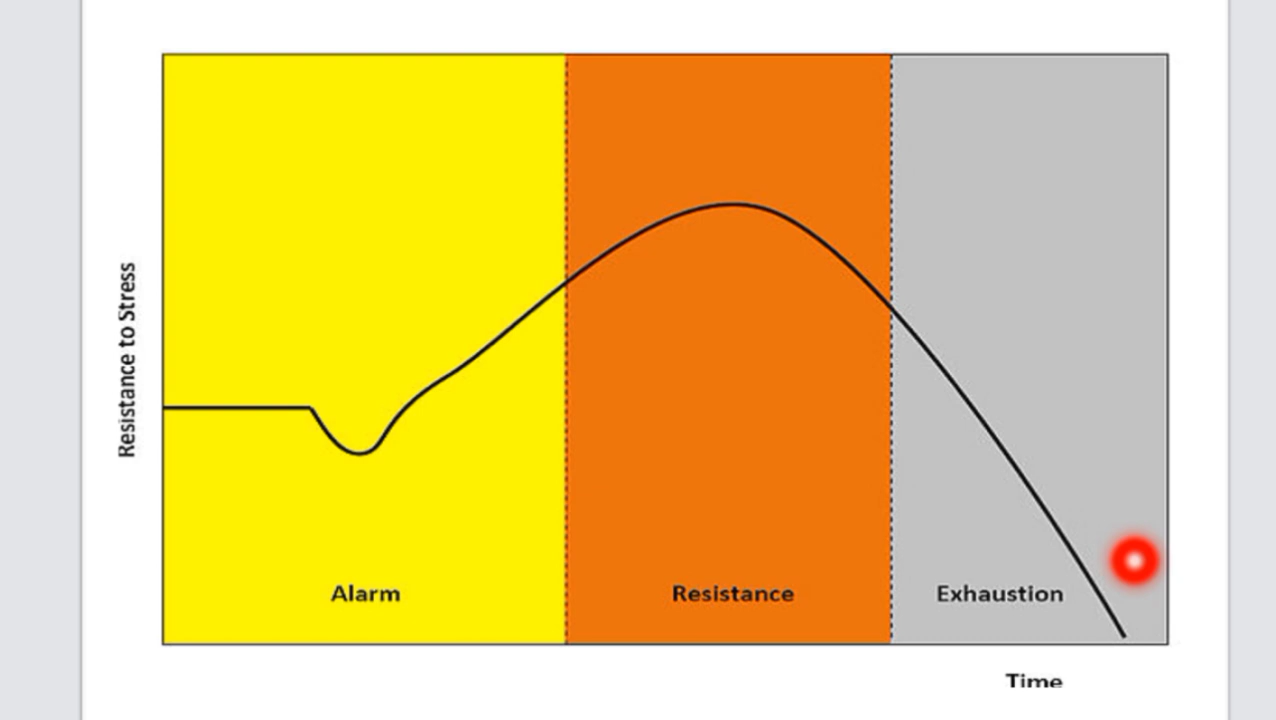 Resistance to Stress
Alarm
Resistance
Exhaustion
Time